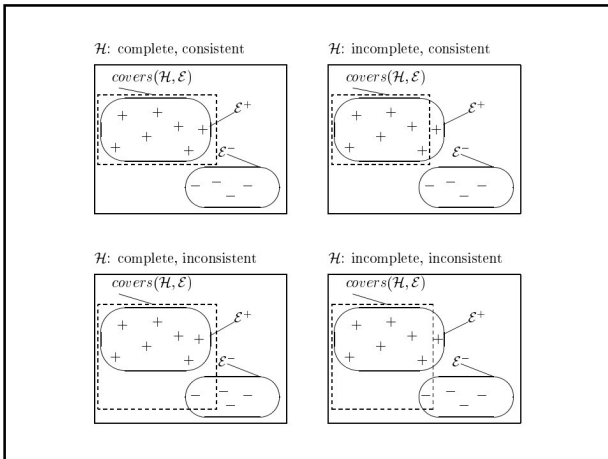 ℋ: complete, consistent
covers(ℋ, ℰ)
ℰ⁺
ℰ⁻
ℋ: incomplete, consistent
covers(ℋ, ℰ)
ℰ⁺
ℰ⁻
ℋ: complete, inconsistent
covers(ℋ, ℰ)
ℰ⁺
ℰ⁻
ℋ: incomplete, inconsistent
covers(ℋ, ℰ)
ℰ⁺
ℰ⁻